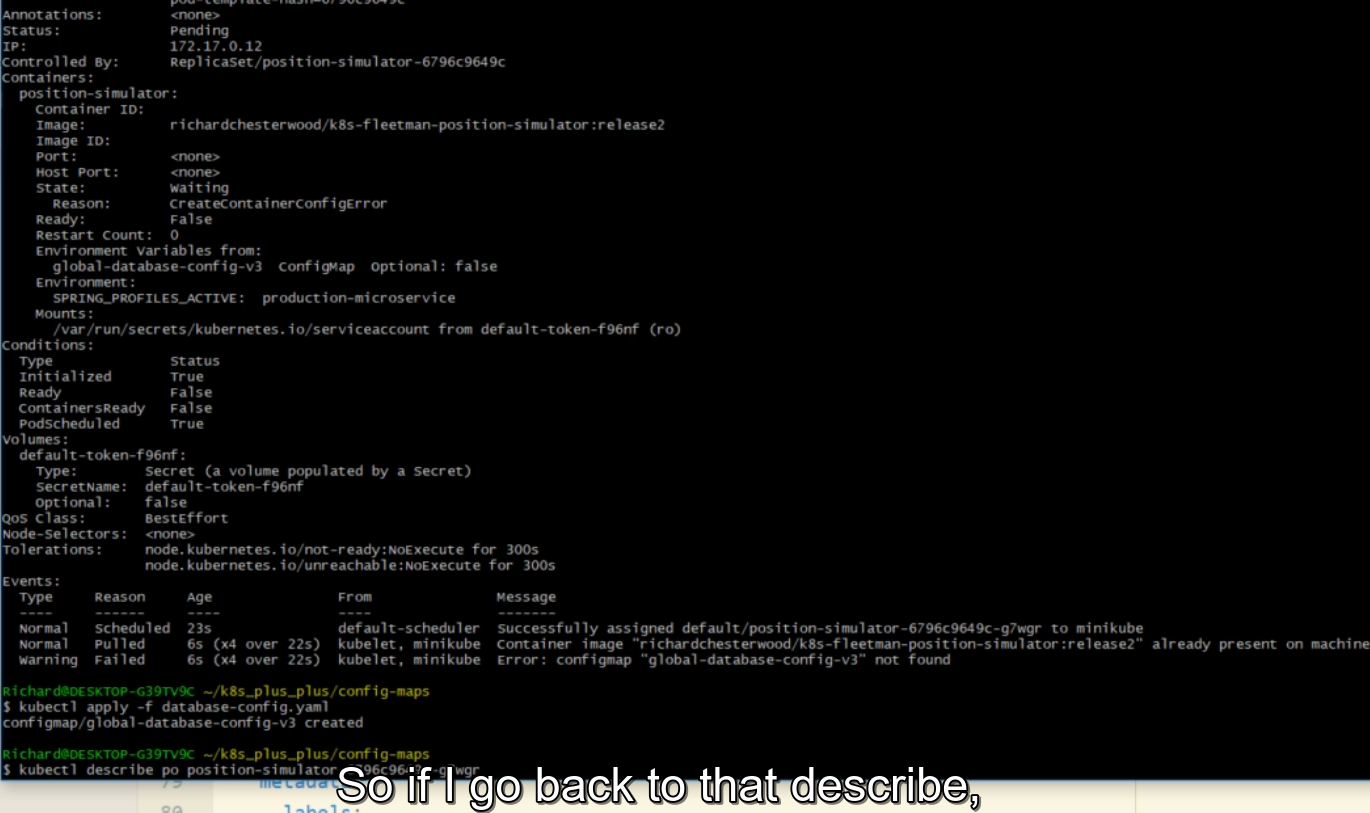 pod-template-hash=6796c9649c
Annotations: <none>
Status: Pending
IP: 172.17.0.12
Controlled By: ReplicaSet/position-simulator-6796c9649c
Containers:
position-simulator:
Container ID:
Image: richardchesterwood/k8s-fleetman-position-simulator:release2
Image ID:
Port: <none>
Host Port: <none>
State: Waiting
Reason: CreateContainerConfigError
Ready: False
Restart Count: 0
Environment Variables from:
global-database-config-v3 ConfigMap Optional: false
Environment:
SPRING_PROFILES_ACTIVE: production-microservice
Mounts:
/var/run/secrets/kubernetes.io/serviceaccount from default-token-f96nf (ro)
Conditions:
Type Status
Initialized True
Ready False
ContainersReady False
PodScheduled True
Volumes:
default-token-f96nf:
Type: Secret (a volume populated by a Secret)
SecretName: default-token-f96nf
Optional: false
QoS Class: BestEffort
Node-Selectors: <none>
Tolerations: node.kubernetes.io/not-ready:NoExecute for 300s
node.kubernetes.io/unreachable:NoExecute for 300s
Events:
Type Reason Age From Message
---- ------ ---- ---- -------
Normal Scheduled 23s default-scheduler Successfully assigned default/position-simulator-6796c9649c-g7wgr to minikube
Normal Pulled 6s (x4 over 22s) kubelet, minikube Container image "richardchesterwood/k8s-fleetman-position-simulator:release2" already present on machine
Warning Failed 6s (x4 over 22s) kubelet, minikube Error: configmap "global-database-config-v3" not found
Richard@DESKTOP-G39TV9C ~/k8s_plus_plus/config-maps
$ kubectl apply -f database-config.yaml
configmap/global-database-config-v3 created
Richard@DESKTOP-G39TV9C ~/k8s_plus_plus/config-maps
$ kubectl describe po position-simulator-6796c9649c-g7wgr
So if I go back to that describe,
79 metadata
80 labels: